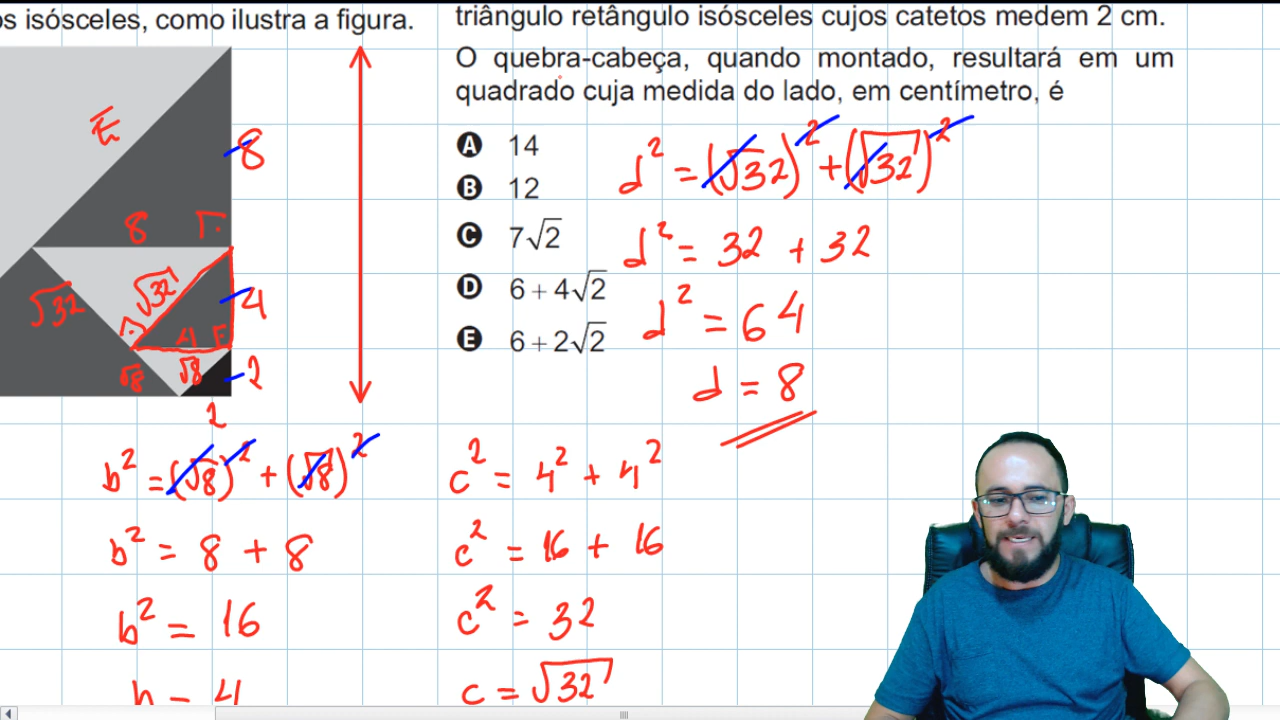 os isósceles, como ilustra a figura.
triângulo retângulo isósceles cujos catetos medem 2 cm.
O quebra-cabeça, quando montado, resultará em um
quadrado cuja medida do lado, em centímetro, é
A 14
B 12
C 7√2
D 6 + 4√2
E 6 + 2√2
8
8
√32
√32
4
4
√8
√8
2
2
d² = (√32)² + (√32)²
d² = 32 + 32
d² = 64
d = 8
b² = (√8)² + (√8)²
b² = 8 + 8
b² = 16
b = 4
c² = 4² + 4²
c² = 16 + 16
c² = 32
c = √32